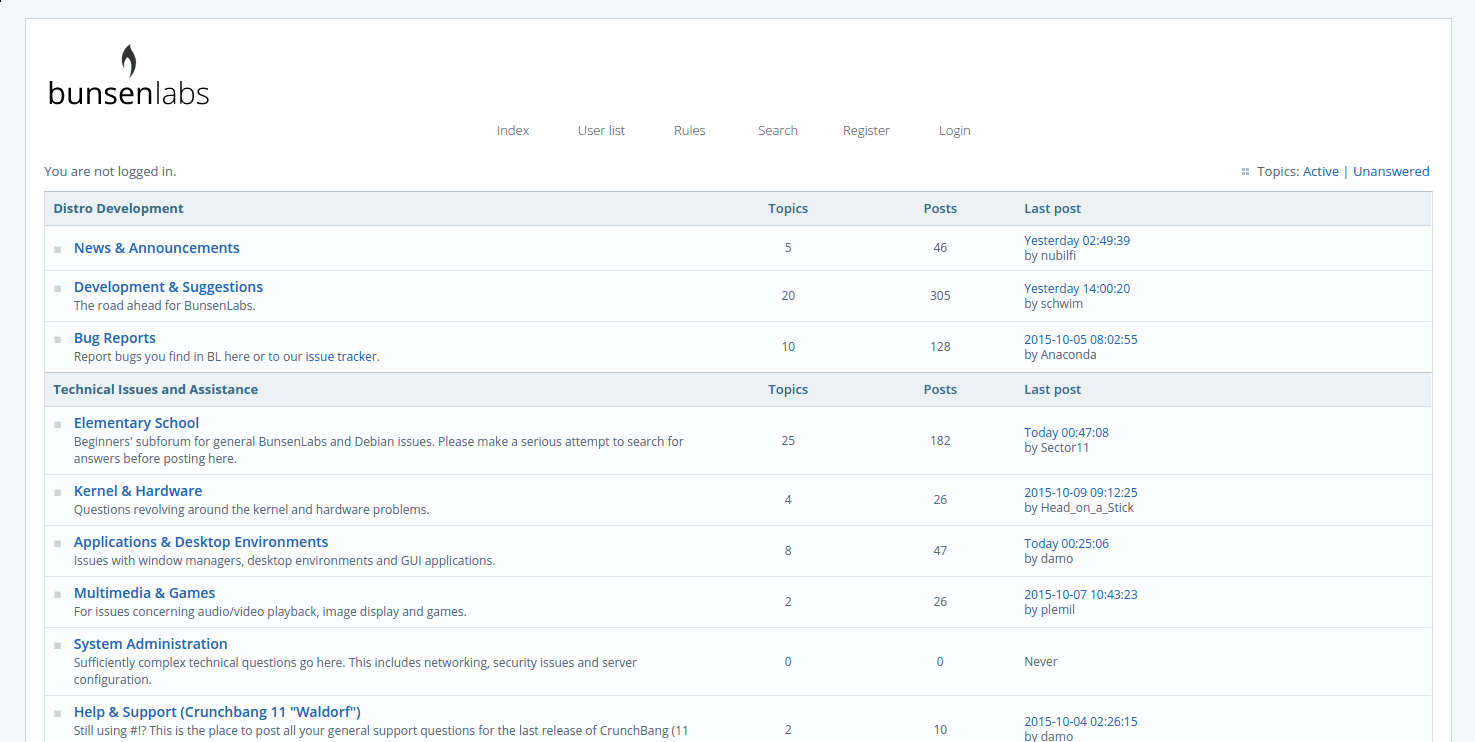 bunsenlabs
Index User list Rules Search Register Login
You are not logged in.
Topics: Active | Unanswered
Distro Development Topics Posts Last post
News & Announcements 5 46 Yesterday 02:49:39
by nubilfi
Development & Suggestions
The road ahead for BunsenLabs.
20 305 Yesterday 14:00:20
by schwim
Bug Reports
Report bugs you find in BL here or to our issue tracker.
10 128 2015-10-05 08:02:55
by Anaconda
Technical Issues and Assistance Topics Posts Last post
Elementary School
Beginners' subforum for general BunsenLabs and Debian issues. Please make a serious attempt to search for
answers before posting here.
25 182 Today 00:47:08
by Sector11
Kernel & Hardware
Questions revolving around the kernel and hardware problems.
4 26 2015-10-09 09:12:25
by Head_on_a_Stick
Applications & Desktop Environments
Issues with window managers, desktop environments and GUI applications.
8 47 Today 00:25:06
by damo
Multimedia & Games
For issues concerning audio/video playback, image display and games.
2 26 2015-10-07 10:43:23
by plemil
System Administration
Sufficiently complex technical questions go here. This includes networking, security issues and server
configuration.
0 0 Never
Help & Support (Crunchbang 11 "Waldorf")
Still using #!? This is the place to post all your general support questions for the last release of CrunchBang (11
2 10 2015-10-04 02:26:15
by damo